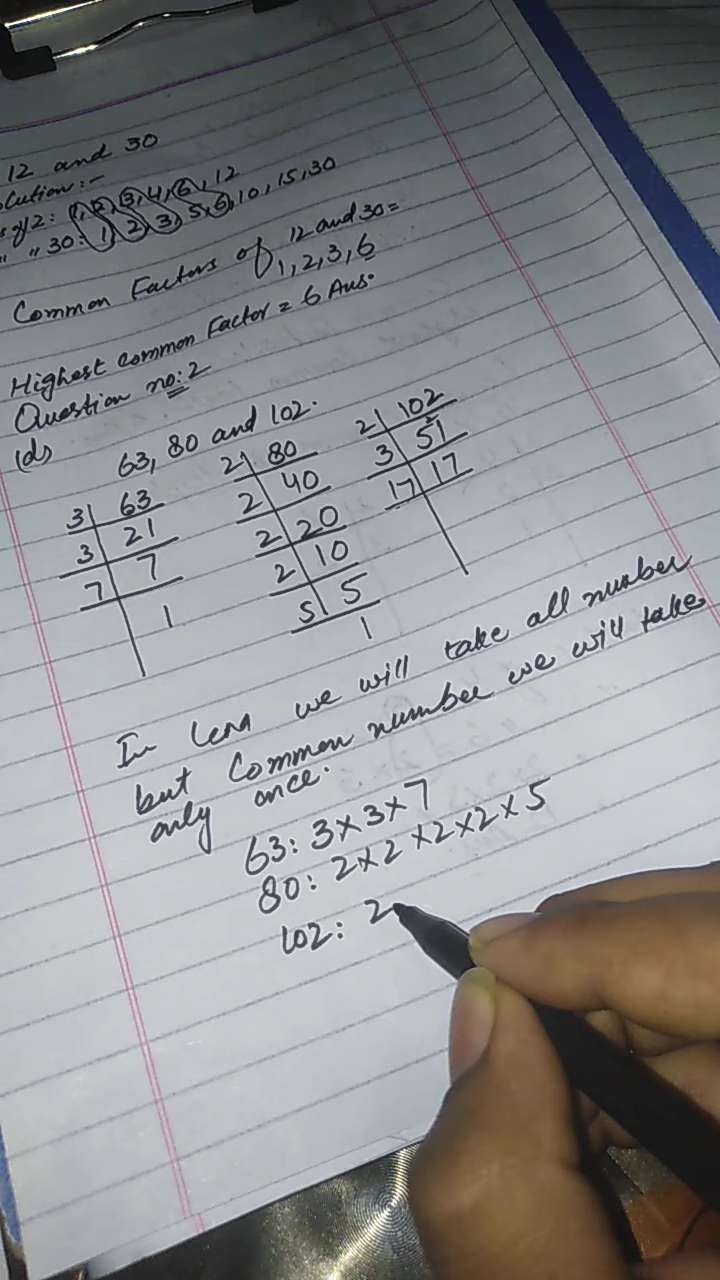 12 and 30
lution:-
s of 12: 1, 2, 3, 4, 6, 12
" " 30: 1, 2, 3, 5, 6, 10, 15, 30
Common Factors of 12 and 30 =
1, 2, 3, 6
Highest common Factor = 6 Ans.
Question no: 2
(d) 63, 80 and 102.
3 | 63
3 | 21
7 | 7
1
2 | 80
2 | 40
2 | 20
2 | 10
5 | 5
1
2 | 102
3 | 51
17 | 17
In Lcm we will take all number
but Common number we will take
only once.
63: 3×3×7
80: 2×2×2×2×5
102: 2